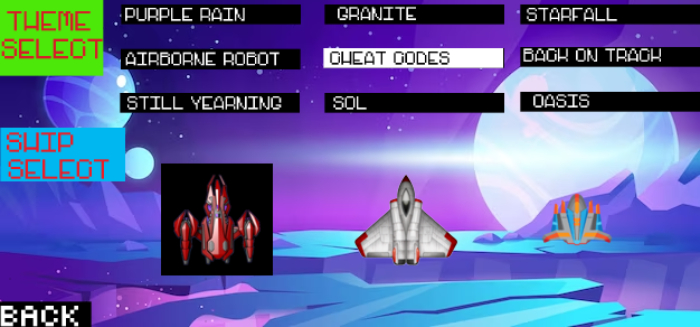 THEME
SELECT
PURPLE RAIN
GRANITE
STARFALL
AIRBORNE ROBOT
CHEAT CODES
BACK ON TRACK
STILL YEARNING
SOL
OASIS
SHIP
SELECT
BACK